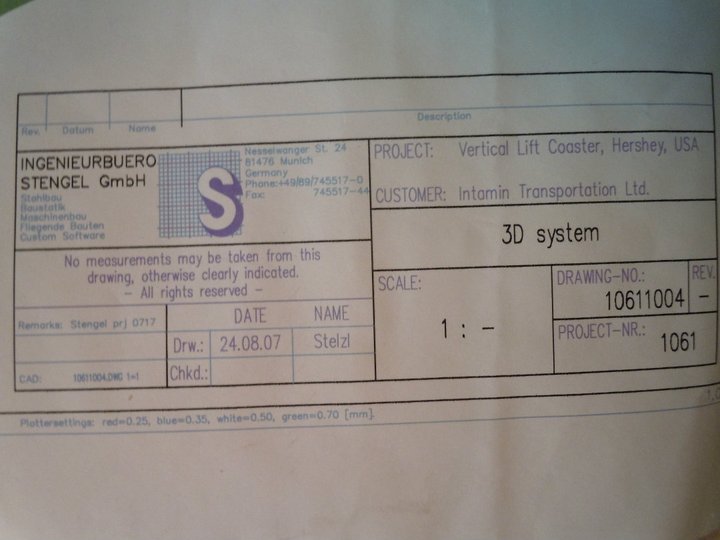 Rev. Datum Name Description
INGENIEURBUERO
STENGEL GmbH
Stahlbau
Baustatik
Maschinenbau
Fliegende Bauten
Custom Software
S
Nesselwanger St. 24
81476 Munich
Germany
Phone:+49/89/745517-0
Fax: 745517-44
PROJECT: Vertical Lift Coaster, Hershey, USA
CUSTOMER: Intamin Transportation Ltd.
3D system
No measurements may be taken from this
drawing, otherwise clearly indicated.
- All rights reserved -
SCALE:
1 : -
DRAWING-NO.:
10611004
REV.
-
PROJECT-NR.:
1061
Remarks: Stengel prj 0717
DATE NAME
Drw.: 24.08.07 Stelzl
Chkd.:
CAD: 10611004.DWG 1=1
Plottersettings: red=0.25, blue=0.35, white=0.50, green=0.70 [mm]